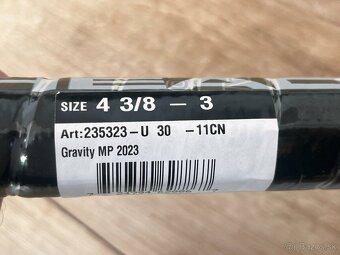 SIZE 4 3/8 – 3
Art:235323-U 30 -11CN
Gravity MP 2023